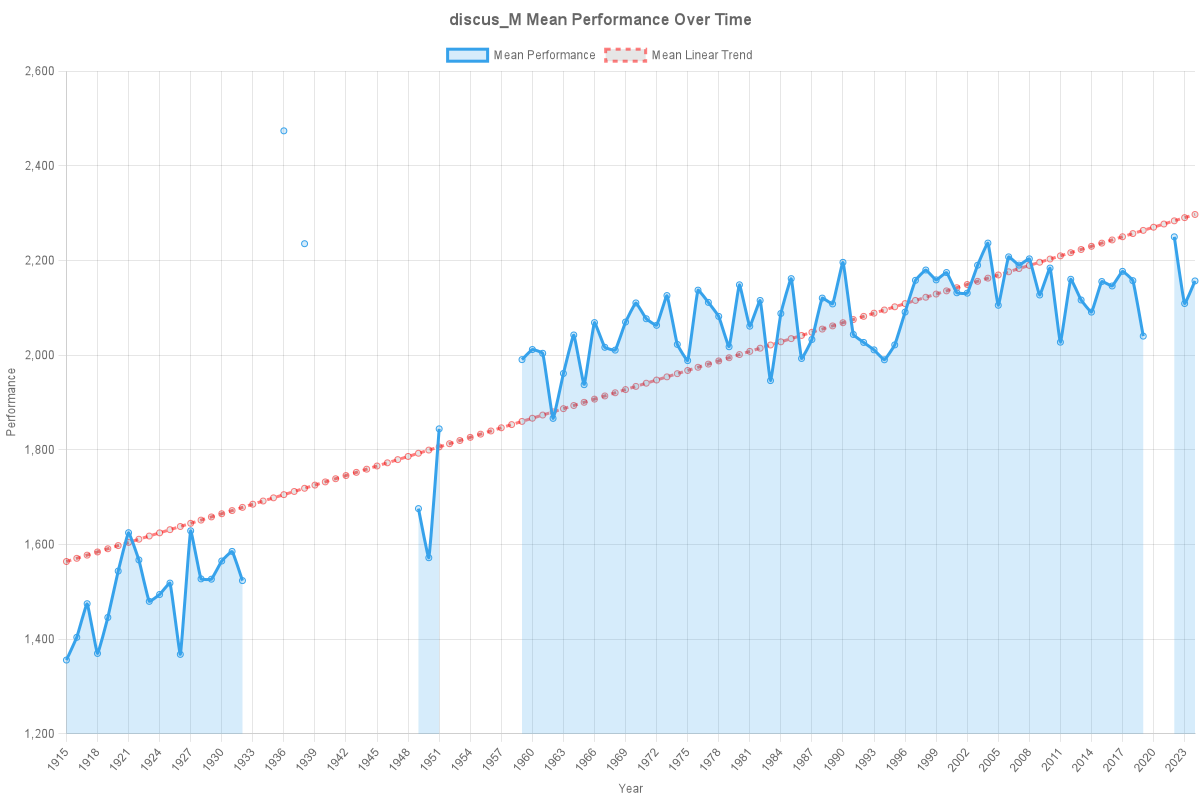 discus_M Mean Performance Over Time
Mean Performance Mean Linear Trend
2,600
2,400
2,200
2,000
1,800
1,600
1,400
1,200
Performance
1915 1918 1921 1924 1927 1930 1933 1936 1939 1942 1945 1948 1951 1954 1957 1960 1963 1966 1969 1972 1975 1978 1981 1984 1987 1990 1993 1996 1999 2002 2005 2008 2011 2014 2017 2020 2023
Year